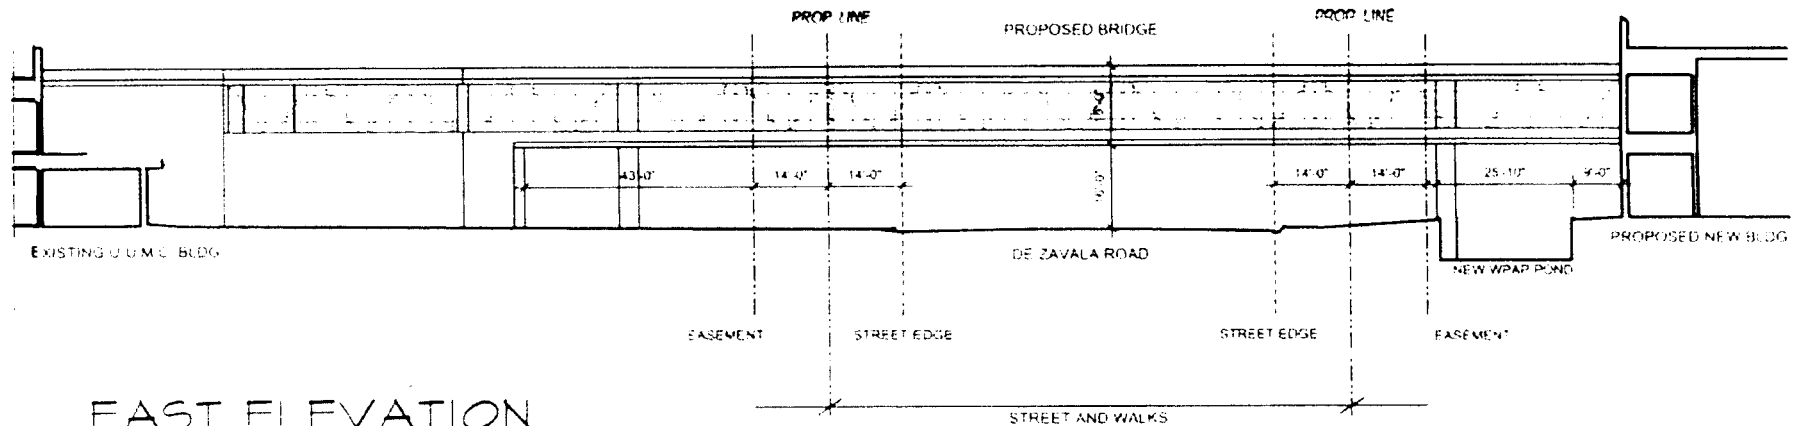 PROP LINE
PROPOSED BRIDGE
PROP LINE
43'-0"
14'-0"
14'-0"
14'-0"
14'-0"
25'-10"
9'-0"
EXISTING U.U.M.C. BLDG
DE ZAVALA ROAD
PROPOSED NEW BLDG
NEW WPAP POND
EASEMENT
STREET EDGE
STREET EDGE
EASEMENT
STREET AND WALKS
EAST ELEVATION